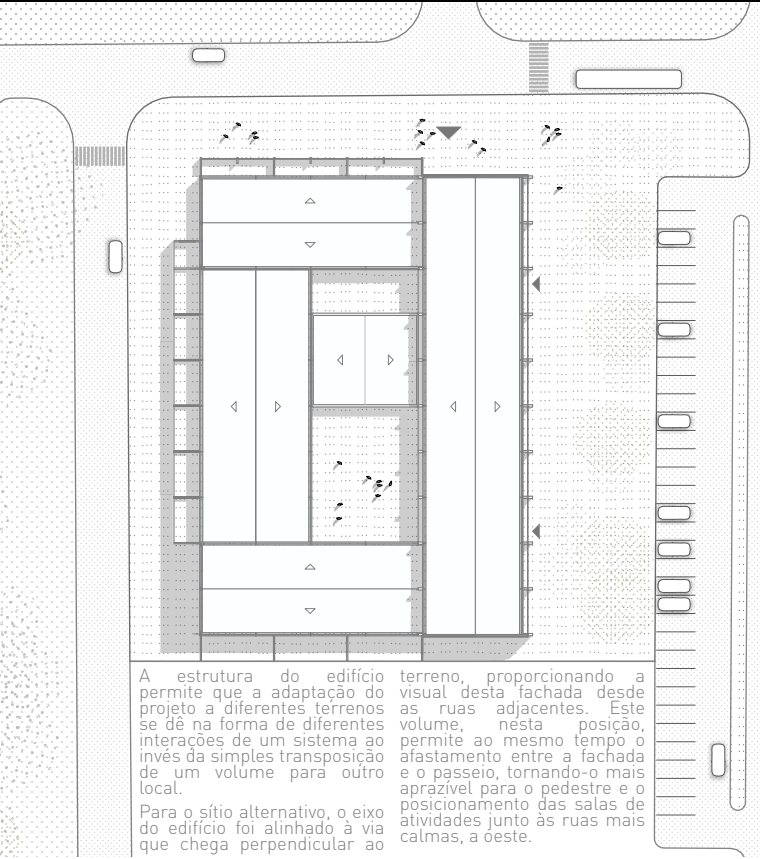 A estrutura do edifício
permite que a adaptação do
projeto a diferentes terrenos
se dê na forma de diferentes
interações de um sistema ao
invés da simples transposição
de um volume para outro
local.
Para o sítio alternativo, o eixo
do edifício foi alinhado à via
que chega perpendicular ao
terreno, proporcionando a
visual desta fachada desde
as ruas adjacentes. Este
volume, nesta posição,
permite ao mesmo tempo o
afastamento entre a fachada
e o passeio, tornando-o mais
aprazível para o pedestre e o
posicionamento das salas de
atividades junto às ruas mais
calmas, a oeste.